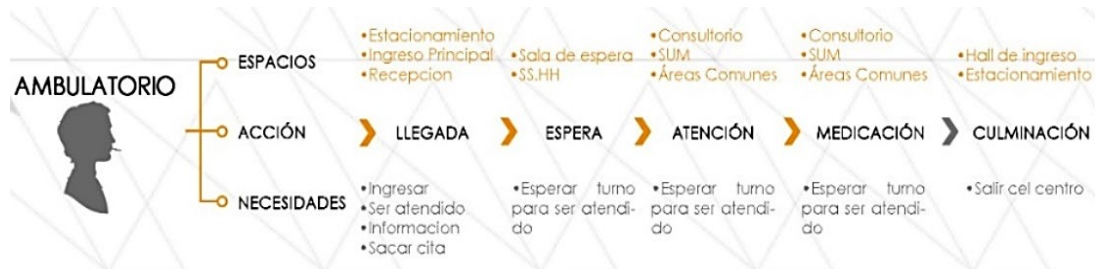 AMBULATORIO
ESPACIOS
•Estacionamiento
•Ingreso Principal
•Recepcion
•Sala de espera
•SS.HH
•Consultorio
•SUM
•Áreas Comunes
•Consultorio
•SUM
•Áreas Comunes
•Hall de ingreso
•Estacionamiento
ACCIÓN
LLEGADA
ESPERA
ATENCIÓN
MEDICACIÓN
CULMINACIÓN
NECESIDADES
•Ingresar
•Ser atendido
•Informacion
•Sacar cita
•Esperar turno
para ser atendi-
do
•Esperar turno
para ser atendi-
do
•Esperar turno
para ser atendi-
do
•Salir cel centro